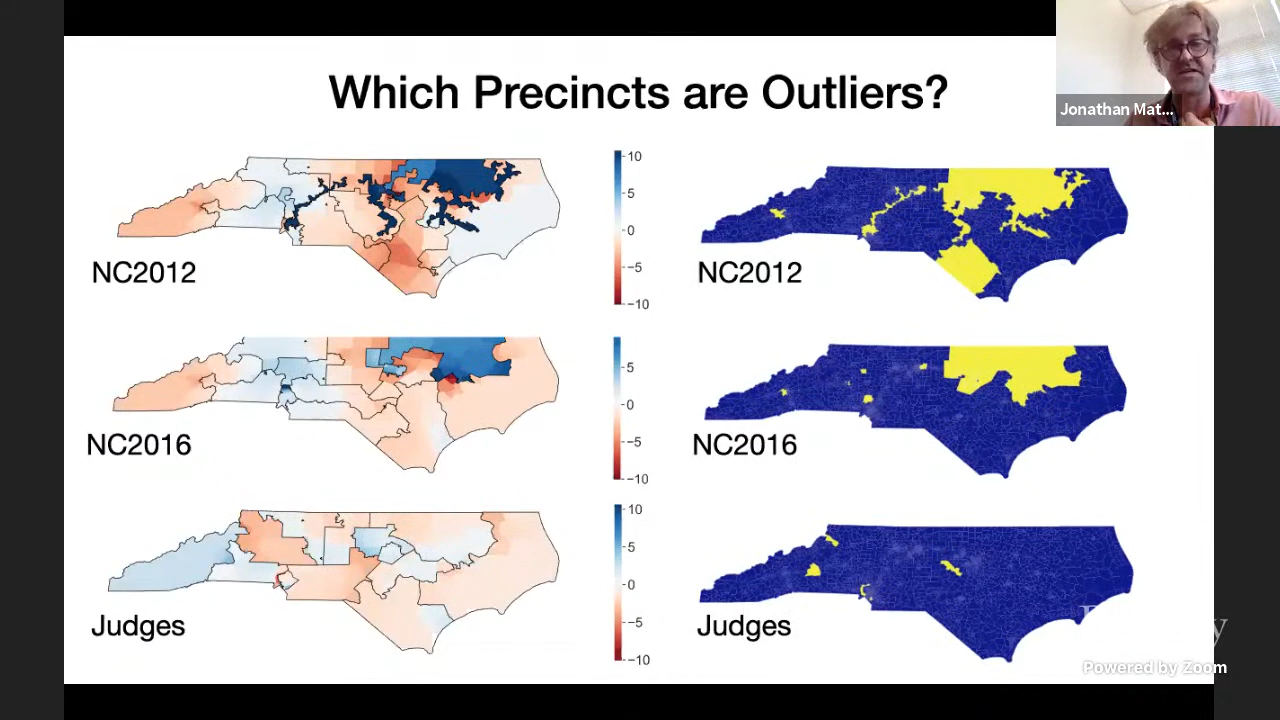 Which Precincts are Outliers?
Jonathan Mat...
10
5
0
−5
−10
NC2012
NC2012
5
0
−5
−10
NC2016
NC2016
10
5
0
−5
−10
Judges
Judges
Powered by Zoom